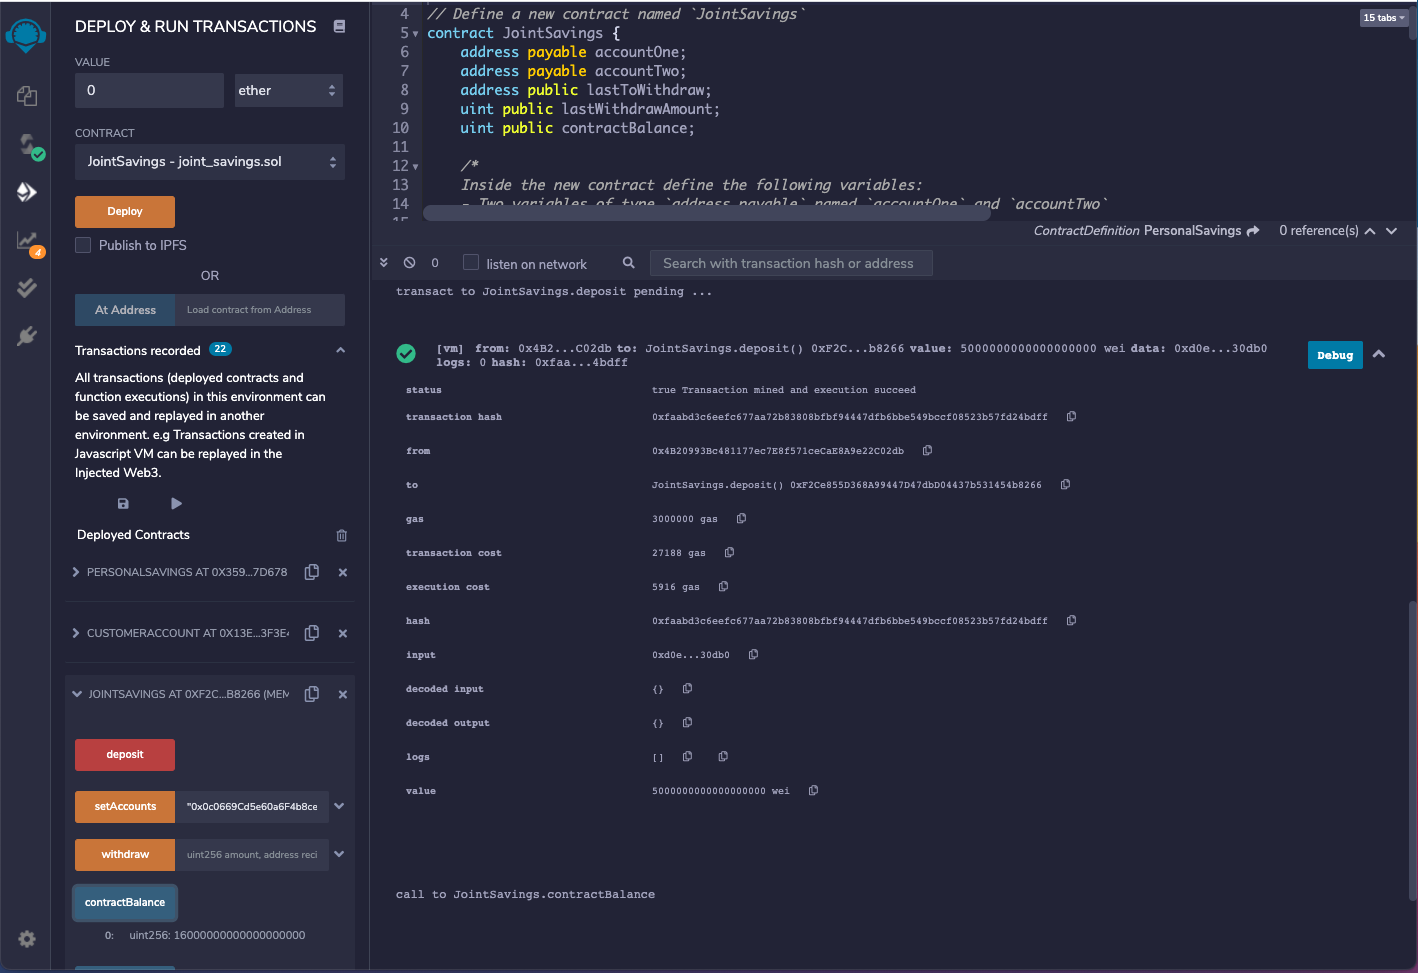 DEPLOY & RUN TRANSACTIONS
VALUE
0
ether
CONTRACT
JointSavings - joint_savings.sol
Deploy
Publish to IPFS
OR
At Address
Load contract from Address
Transactions recorded 22
All transactions (deployed contracts and
function executions) in this environment can
be saved and replayed in another
environment. e.g Transactions created in
Javascript VM can be replayed in the
Injected Web3.
Deployed Contracts
PERSONALSAVINGS AT 0X359...7D678
CUSTOMERACCOUNT AT 0X13E...3F3E4
JOINTSAVINGS AT 0XF2C...B8266 (MEM
deposit
setAccounts "0x0c0669Cd5e60a6F4b8ce
withdraw uint256 amount, address reci
contractBalance
0: uint256: 16000000000000000000
4
15 tabs
4 // Define a new contract named `JointSavings`
5 contract JointSavings {
6 address payable accountOne;
7 address payable accountTwo;
8 address public lastToWithdraw;
9 uint public lastWithdrawAmount;
10 uint public contractBalance;
11
12 /*
13 Inside the new contract define the following variables:
14 - Two variables of type `address payable` named `accountOne` and `accountTwo`
15
ContractDefinition PersonalSavings 0 reference(s)
0 listen on network Search with transaction hash or address
transact to JointSavings.deposit pending ...
[vm] from: 0x4B2...C02db to: JointSavings.deposit() 0xF2C...b8266 value: 5000000000000000000 wei data: 0xd0e...30db0
logs: 0 hash: 0xfaa...4bdff
Debug
status true Transaction mined and execution succeed
transaction hash 0xfaabd3c6eefc677aa72b83808bfbf94447dfb6bbe549bccf08523b57fd24bdff
from 0x4B20993Bc481177ec7E8f571ceCaE8A9e22C02db
to JointSavings.deposit() 0xF2Ce855D368A99447D47dbD04437b531454b8266
gas 3000000 gas
transaction cost 27188 gas
execution cost 5916 gas
hash 0xfaabd3c6eefc677aa72b83808bfbf94447dfb6bbe549bccf08523b57fd24bdff
input 0xd0e...30db0
decoded input {}
decoded output {}
logs []
value 5000000000000000000 wei
call to JointSavings.contractBalance